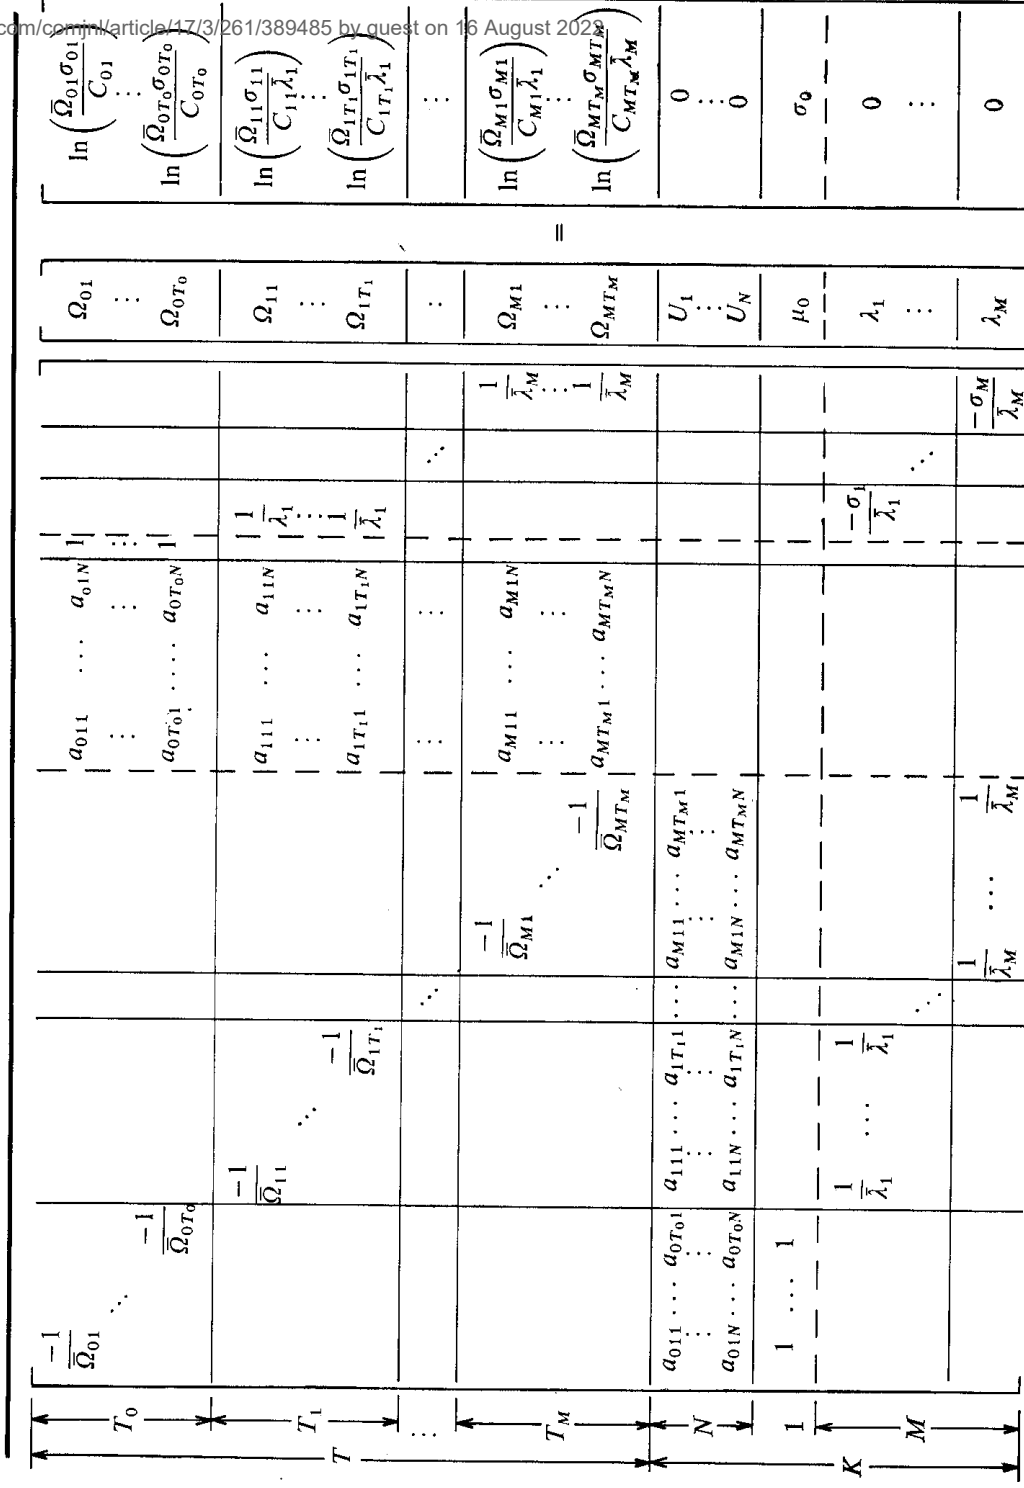 com/comjnl/article/17/3/261/389485 by guest on 16 August 2022
T T₀ −1/Ω̄₀₁ a₀₁₁ ⋯ a₀₁N 1 Ω₀₁ ln(Ω̄₀₁σ₀₁/C₀₁)
⋱ ⋮ ⋮ ⋮ ⋮ ⋮
−1/Ω̄₀T₀ a₀T₀1 ⋯ a₀T₀N 1 Ω₀T₀ ln(Ω̄₀T₀σ₀T₀/C₀T₀)
T₁ −1/Ω̄₁₁ a₁₁₁ ⋯ a₁₁N 1/λ̄₁ Ω₁₁ ln(Ω̄₁₁σ₁₁/C₁₁λ̄₁)
⋱ ⋮ ⋮ ⋮ ⋮ ⋮
−1/Ω̄₁T₁ a₁T₁1 ⋯ a₁T₁N 1/λ̄₁ Ω₁T₁ ln(Ω̄₁T₁σ₁T₁/C₁T₁λ̄₁)
⋮ ⋱ ⋮ ⋮ ⋱ ⋮ ⋮
TM −1/Ω̄M1 aM11 ⋯ aM1N 1/λ̄M ΩM1 = ln(Ω̄M1σM1/CM1λ̄₁)
⋱ ⋮ ⋮ ⋮ ⋮ ⋮
−1/Ω̄MTM aMTM1 ⋯ aMTMN 1/λ̄M ΩMTM ln(Ω̄MTMσMTM/CMTMλ̄M)
K N a₀₁₁ ⋯ a₀T₀1 a₁₁₁ ⋯ a₁T₁1 ⋯ aM11 ⋯ aMTM1 U₁ 0
⋮ ⋮ ⋮ ⋮ ⋮ ⋮ ⋮ ⋮
a₀₁N ⋯ a₀T₀N a₁₁N ⋯ a₁T₁N ⋯ aM1N ⋯ aMTMN UN 0
1 1 ⋯ 1 μ₀ σ₀
M 1/λ̄₁ ⋯ 1/λ̄₁ −σ₁/λ̄₁ λ₁ 0
⋱ ⋱ ⋮ ⋮
1/λ̄M ⋯ 1/λ̄M −σM/λ̄M λM 0